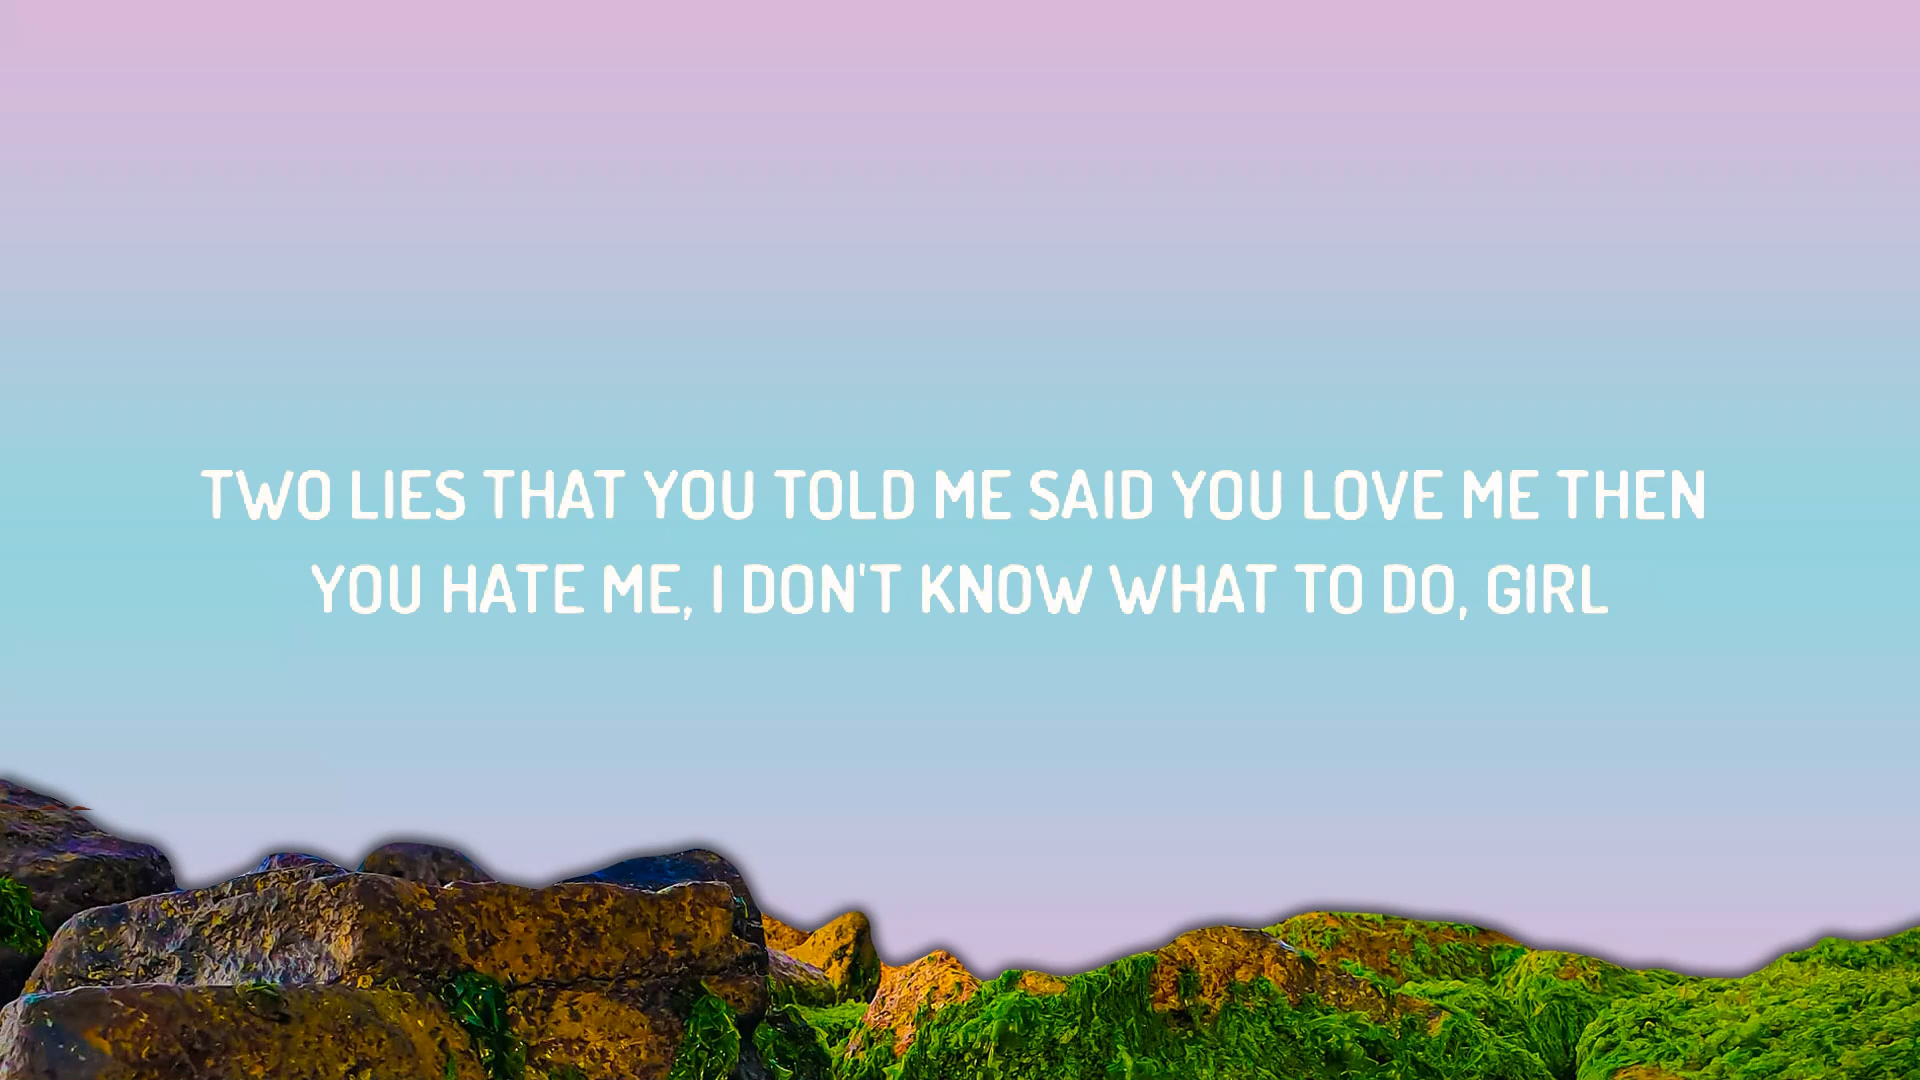 TWO LIES THAT YOU TOLD ME SAID YOU LOVE ME THEN
YOU HATE ME, I DON'T KNOW WHAT TO DO, GIRL